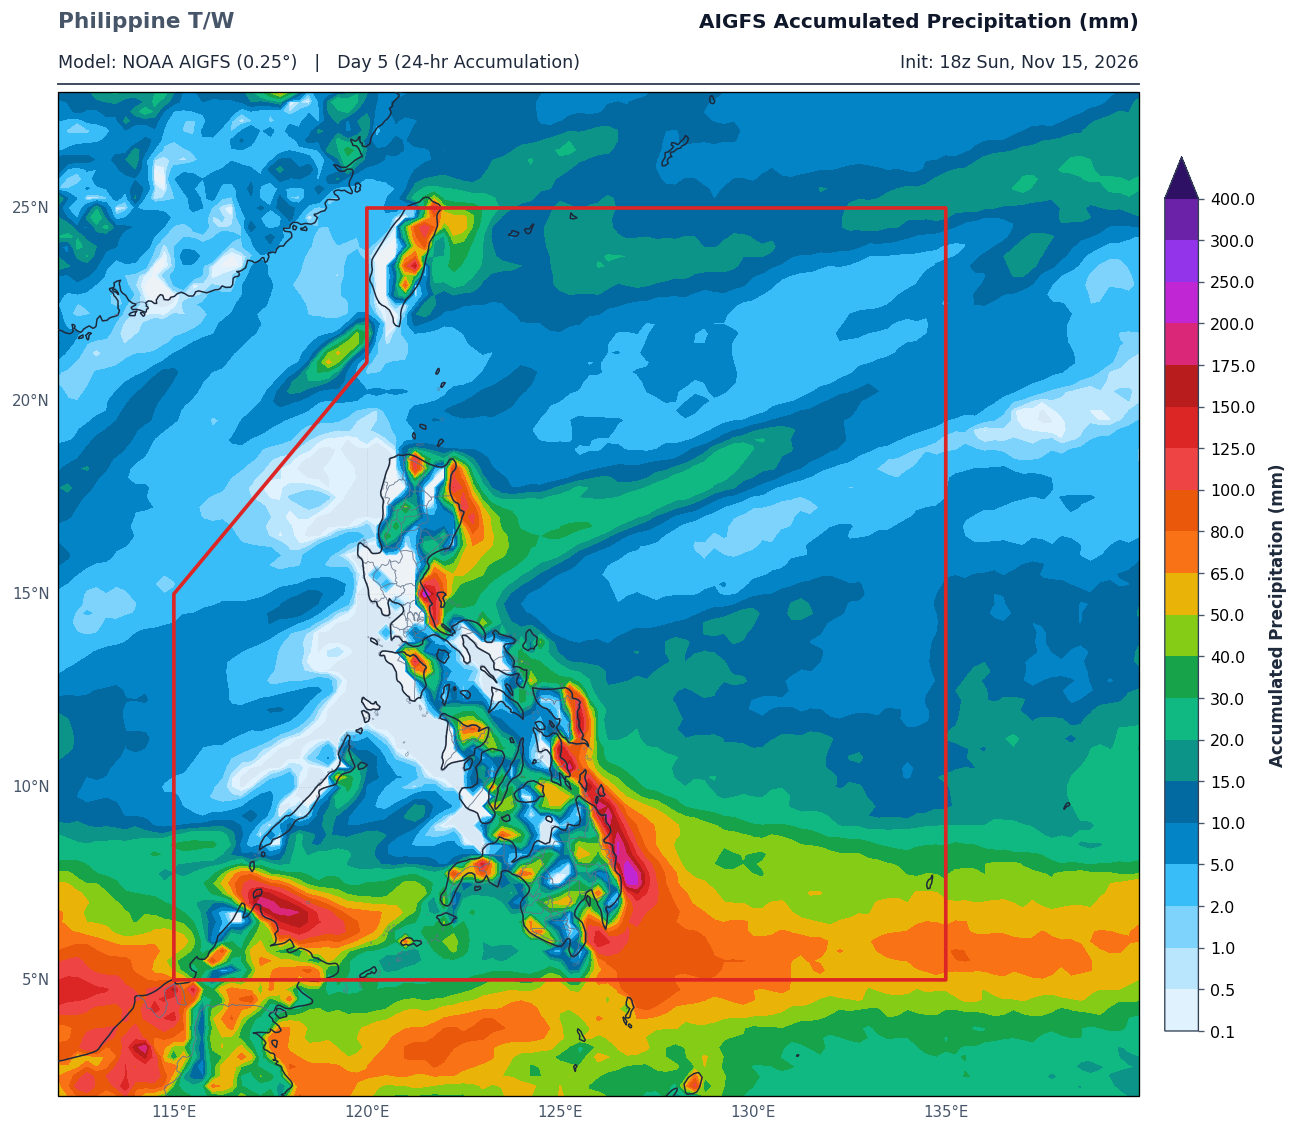 Philippine T/W
AIGFS Accumulated Precipitation (mm)
Model: NOAA AIGFS (0.25°) | Day 5 (24-hr Accumulation)
Init: 18z Sun, Nov 15, 2026
25°N
20°N
15°N
10°N
5°N
115°E
120°E
125°E
130°E
135°E
400.0
300.0
250.0
200.0
175.0
150.0
125.0
100.0
80.0
65.0
50.0
40.0
30.0
20.0
15.0
10.0
5.0
2.0
1.0
0.5
0.1
Accumulated Precipitation (mm)